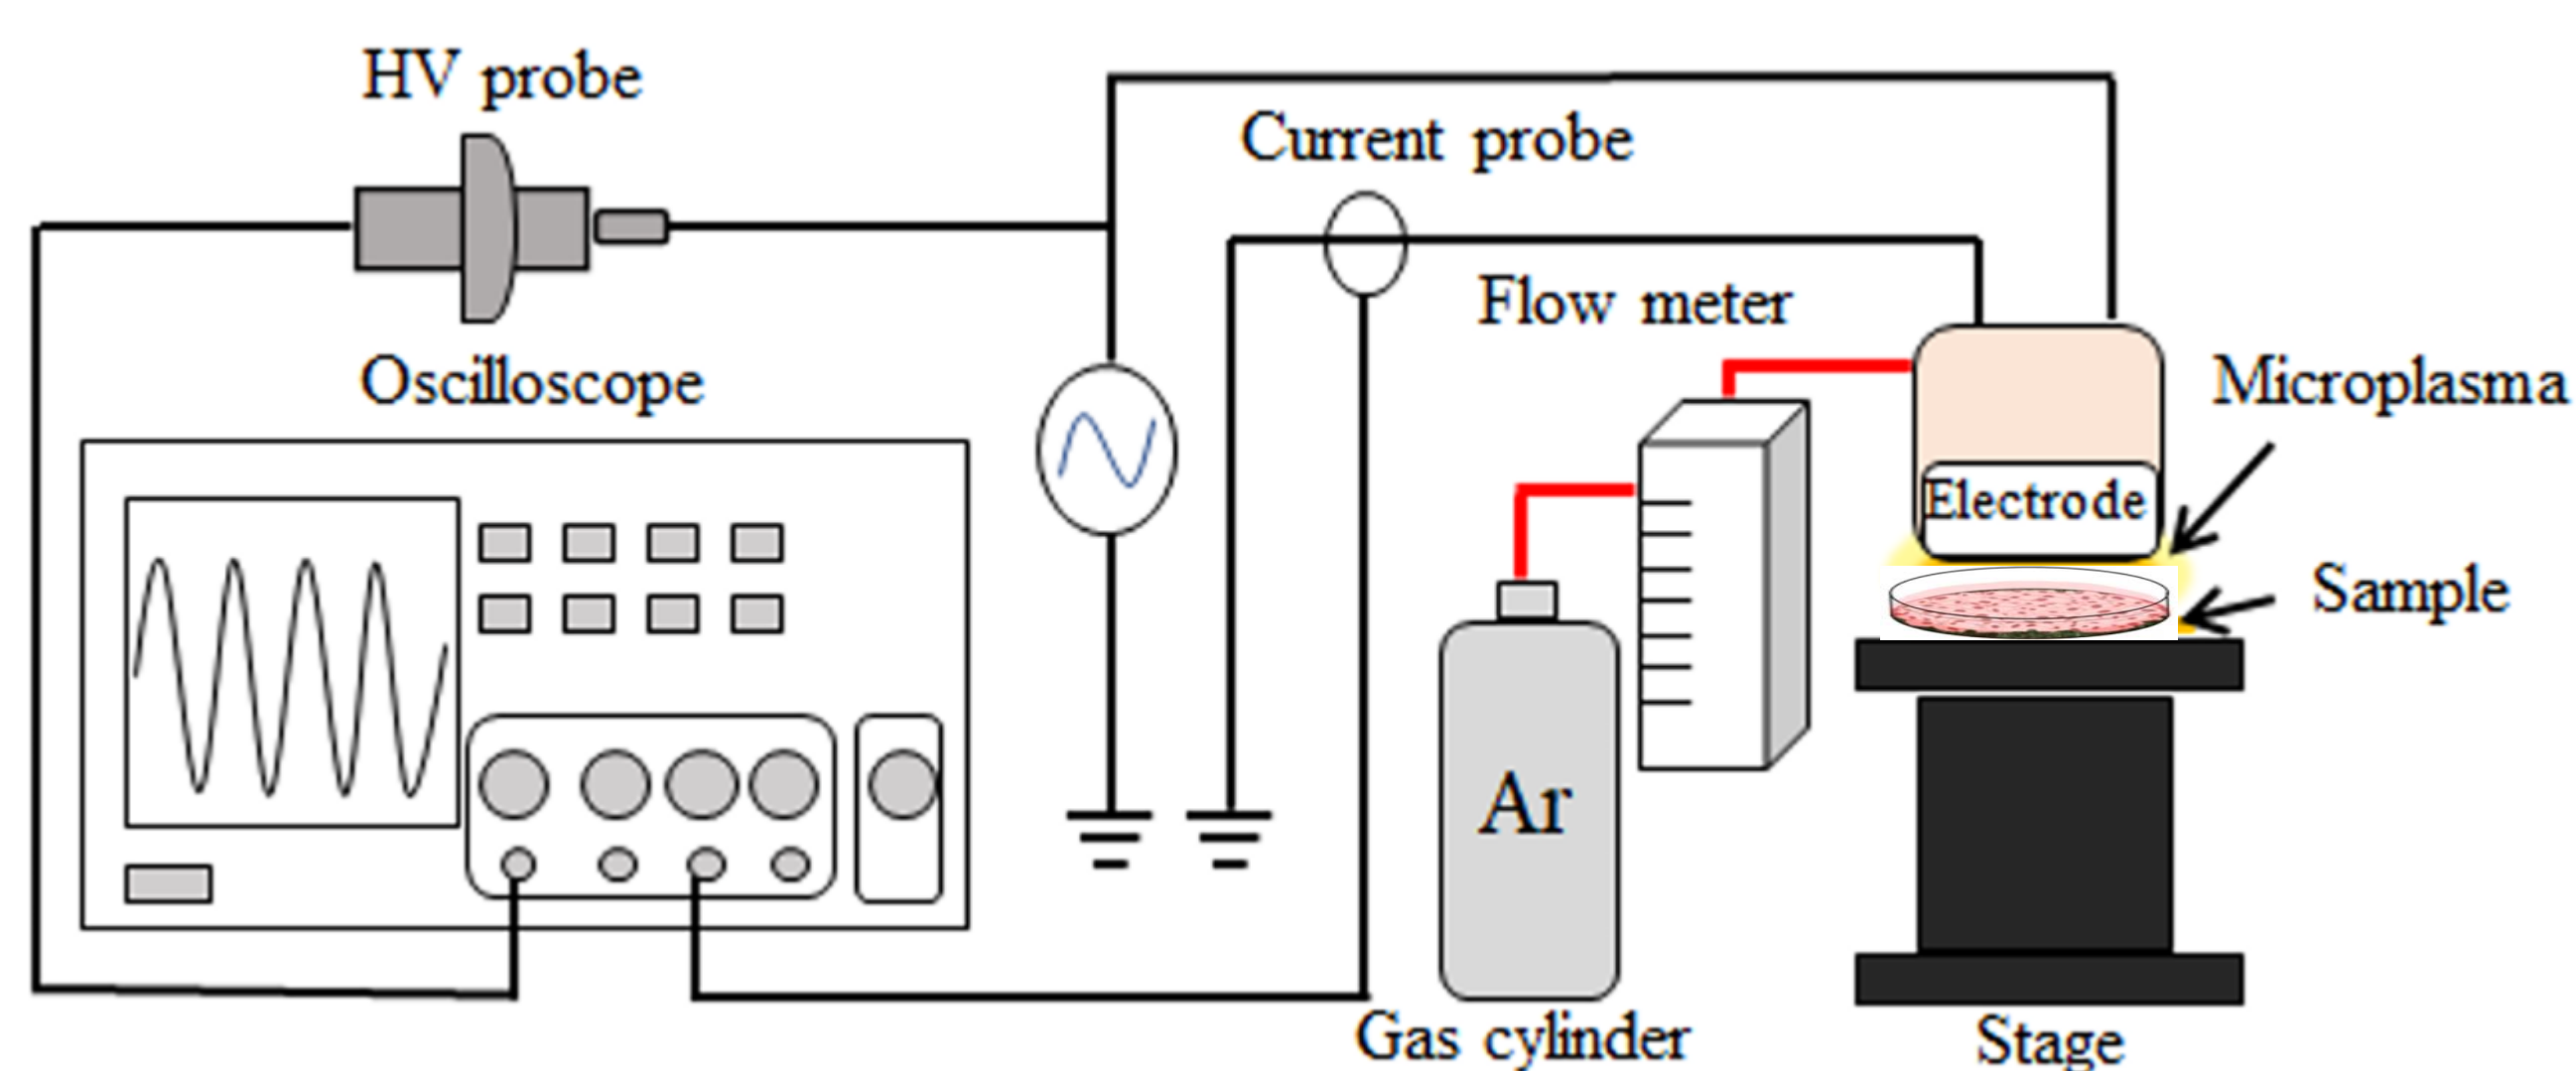 HV probe
Current probe
Flow meter
Oscilloscope
Microplasma
Electrode
Sample
Ar
Gas cylinder
Stage